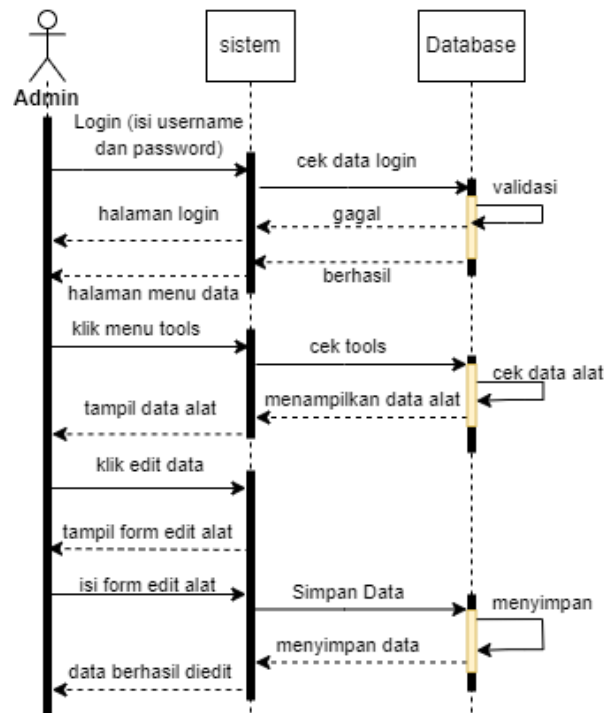 sistem
Database
Admin
Login (isi username
dan password)
cek data login
validasi
halaman login
gagal
berhasil
halaman menu data
klik menu tools
cek tools
cek data alat
menampilkan data alat
tampil data alat
klik edit data
tampil form edit alat
isi form edit alat
Simpan Data
menyimpan
menyimpan data
data berhasil diedit